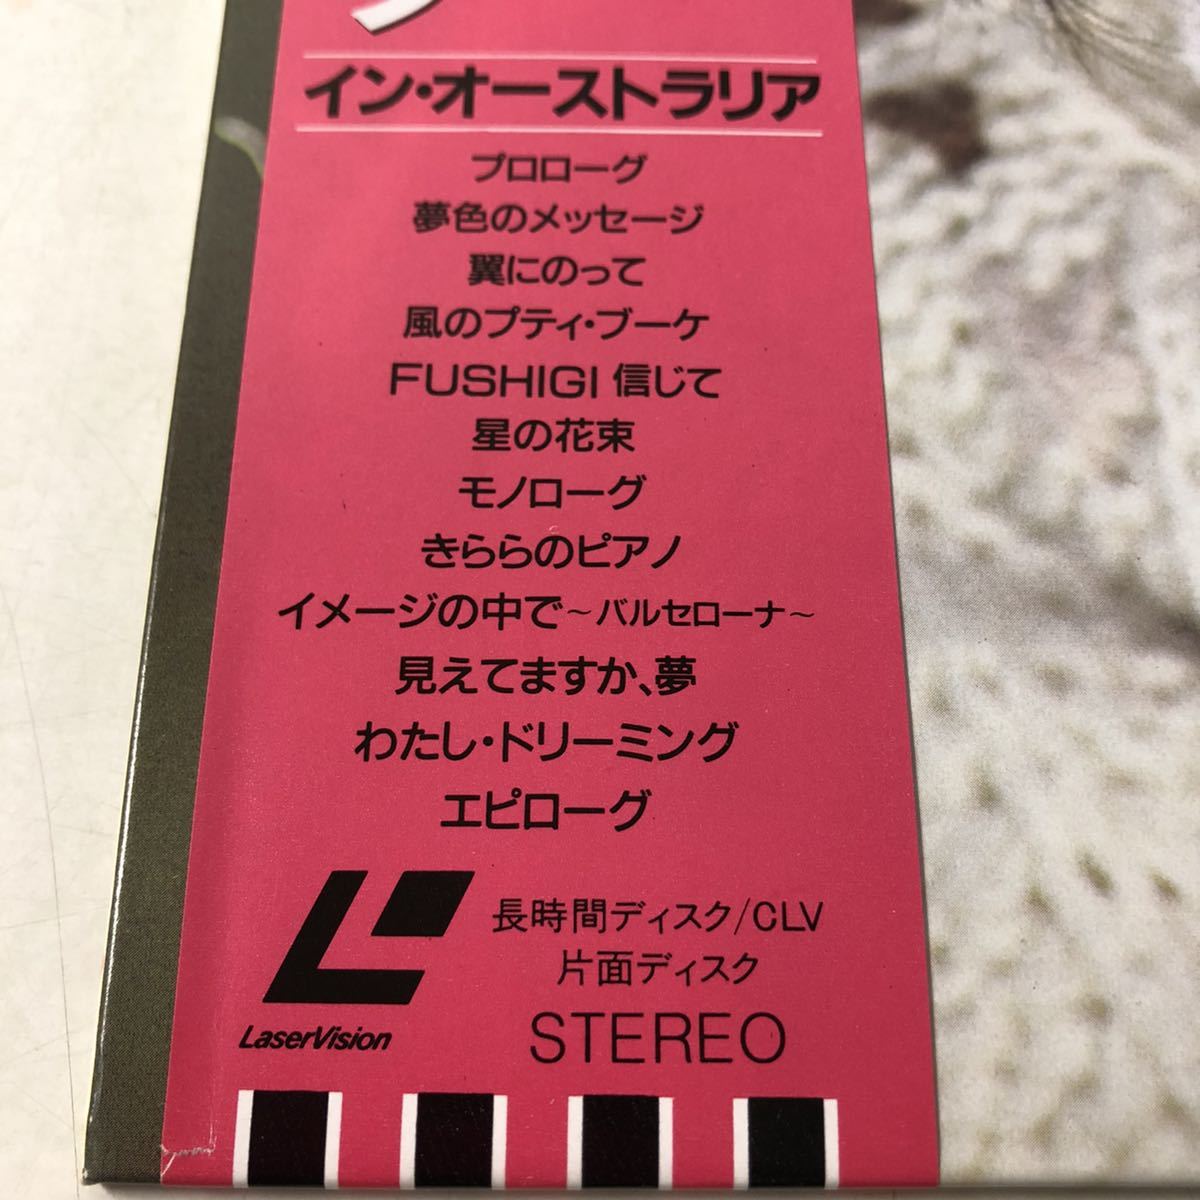 イン・オーストラリア
プロローグ
夢色のメッセージ
翼にのって
風のプティ・ブーケ
FUSHIGI 信じて
星の花束
モノローグ
きららのピアノ
イメージの中で～バルセローナ～
見えてますか、夢
わたし・ドリーミング
エピローグ
長時間ディスク/CLV
片面ディスク
LaserVision
STEREO